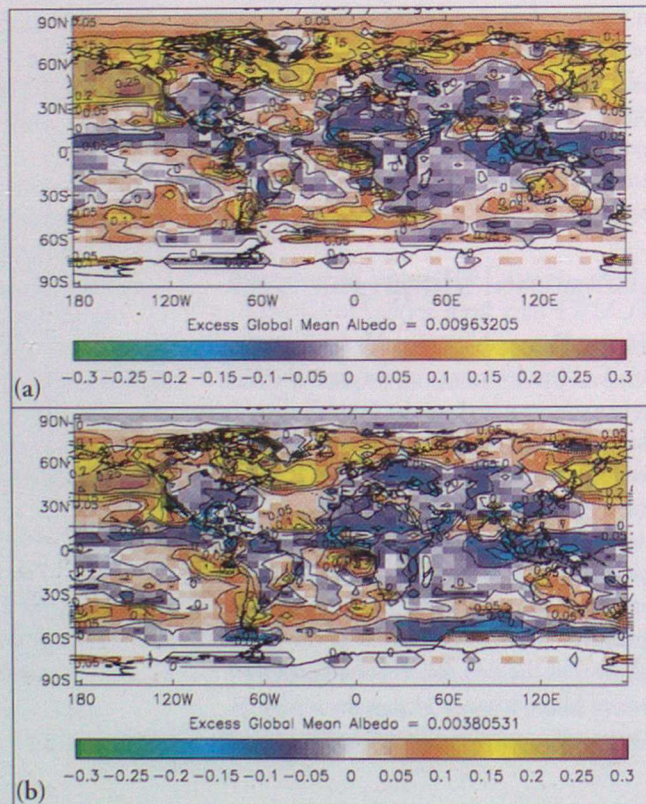 90N
60N
30N
0
30S
60S
90S
180 120W 60W 0 60E 120E
Excess Global Mean Albedo = 0.00963205
-0.3 -0.25 -0.2 -0.15 -0.1 -0.05 0 0.05 0.1 0.15 0.2 0.25 0.3
(a)
90N
60N
30N
0
30S
60S
90S
180 120W 60W 0 60E 120E
Excess Global Mean Albedo = 0.00380531
-0.3 -0.25 -0.2 -0.15 -0.1 -0.05 0 0.05 0.1 0.15 0.2 0.25 0.3
(b)